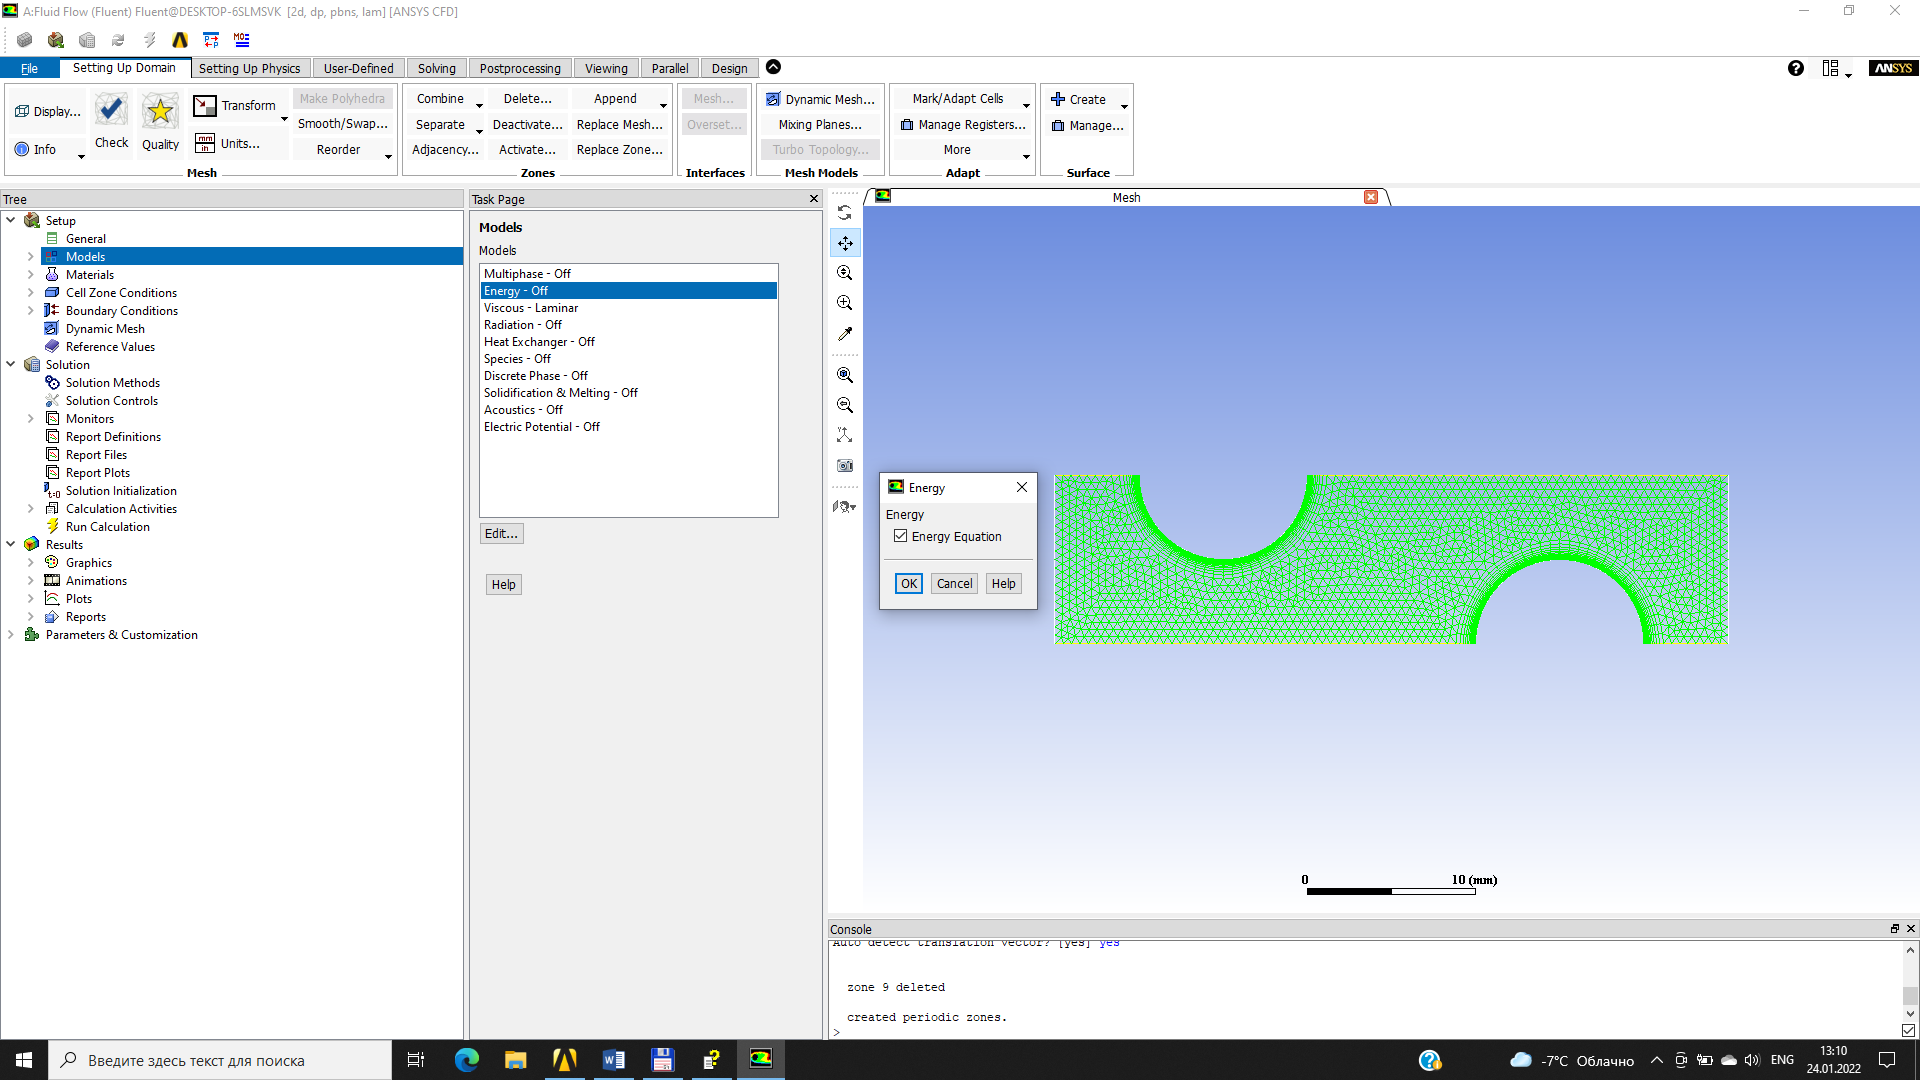 A:Fluid Flow (Fluent) Fluent@DESKTOP-6SLMSVK [2d, dp, pbns, lam] [ANSYS CFD]
File
Setting Up Domain
Setting Up Physics
User-Defined
Solving
Postprocessing
Viewing
Parallel
Design
ANSYS
Display...
Info
Check
Quality
Transform
Units...
Make Polyhedra
Smooth/Swap...
Reorder
Mesh
Combine
Separate
Adjacency...
Delete...
Deactivate...
Activate...
Append
Replace Mesh...
Replace Zone...
Zones
Mesh...
Overset...
Interfaces
Dynamic Mesh...
Mixing Planes...
Turbo Topology...
Mesh Models
Mark/Adapt Cells
Manage Registers...
More
Adapt
Create
Manage...
Surface
Tree
Setup
General
Models
Materials
Cell Zone Conditions
Boundary Conditions
Dynamic Mesh
Reference Values
Solution
Solution Methods
Solution Controls
Monitors
Report Definitions
Report Files
Report Plots
Solution Initialization
Calculation Activities
Run Calculation
Results
Graphics
Animations
Plots
Reports
Parameters & Customization
Task Page
Models
Models
Multiphase - Off
Energy - Off
Viscous - Laminar
Radiation - Off
Heat Exchanger - Off
Species - Off
Discrete Phase - Off
Solidification & Melting - Off
Acoustics - Off
Electric Potential - Off
Edit...
Help
Mesh
Energy
Energy
Energy Equation
OK
Cancel
Help
0
10 (mm)
Console
Auto detect translation vector? [yes] yes
zone 9 deleted
created periodic zones.
>
Введите здесь текст для поиска
-7°C Облачно
ENG
13:10
24.01.2022